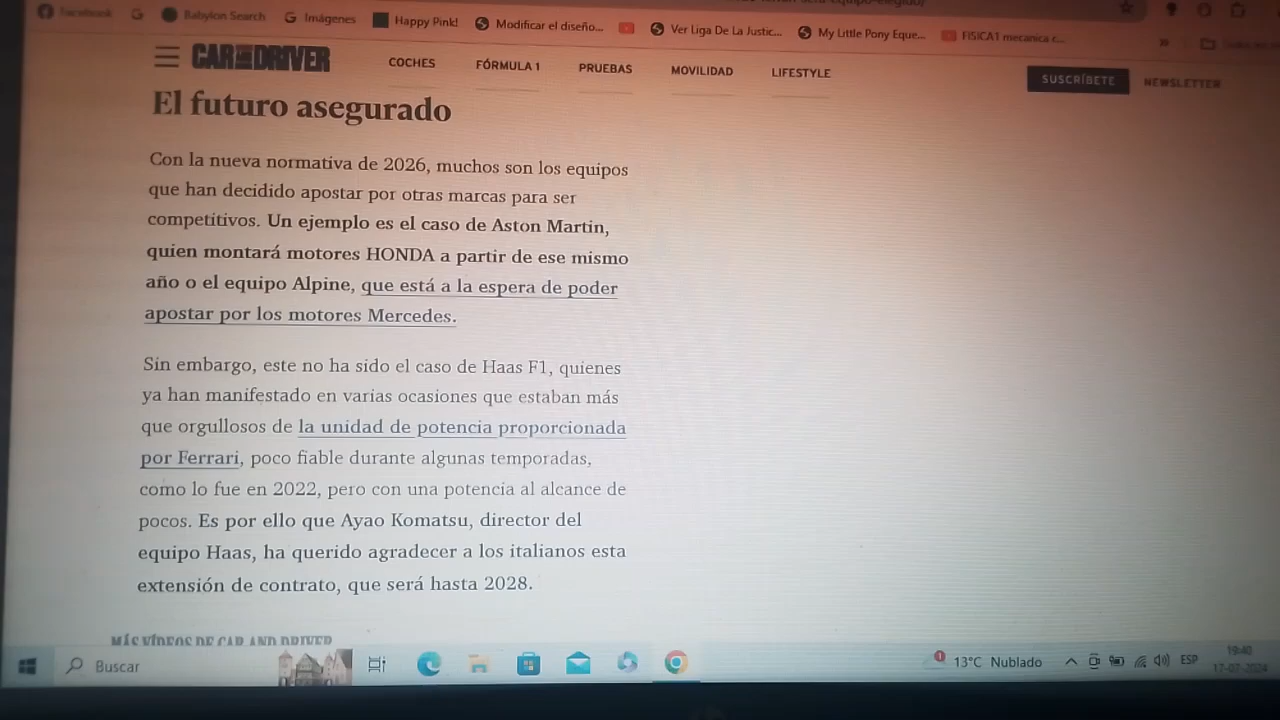 Facebook
G
Babylon Search
Imágenes
Happy Pink!
Modificar el diseño...
Ver Liga De La Justic...
My Little Pony Eque...
FISICA1 mecanica c...
»
CAR AND DRIVER
COCHES
FÓRMULA 1
PRUEBAS
MOVILIDAD
LIFESTYLE
SUSCRÍBETE
NEWSLETTER
El futuro asegurado
Con la nueva normativa de 2026, muchos son los equipos
que han decidido apostar por otras marcas para ser
competitivos. Un ejemplo es el caso de Aston Martin,
quien montará motores HONDA a partir de ese mismo
año o el equipo Alpine, que está a la espera de poder
apostar por los motores Mercedes.
Sin embargo, este no ha sido el caso de Haas F1, quienes
ya han manifestado en varias ocasiones que estaban más
que orgullosos de la unidad de potencia proporcionada
por Ferrari, poco fiable durante algunas temporadas,
como lo fue en 2022, pero con una potencia al alcance de
pocos. Es por ello que Ayao Komatsu, director del
equipo Haas, ha querido agradecer a los italianos esta
extensión de contrato, que será hasta 2028.
MÁS VÍDEOS DE CAR AND DRIVER
Buscar
1
13°C Nublado
ESP
19:40
17-07-2024